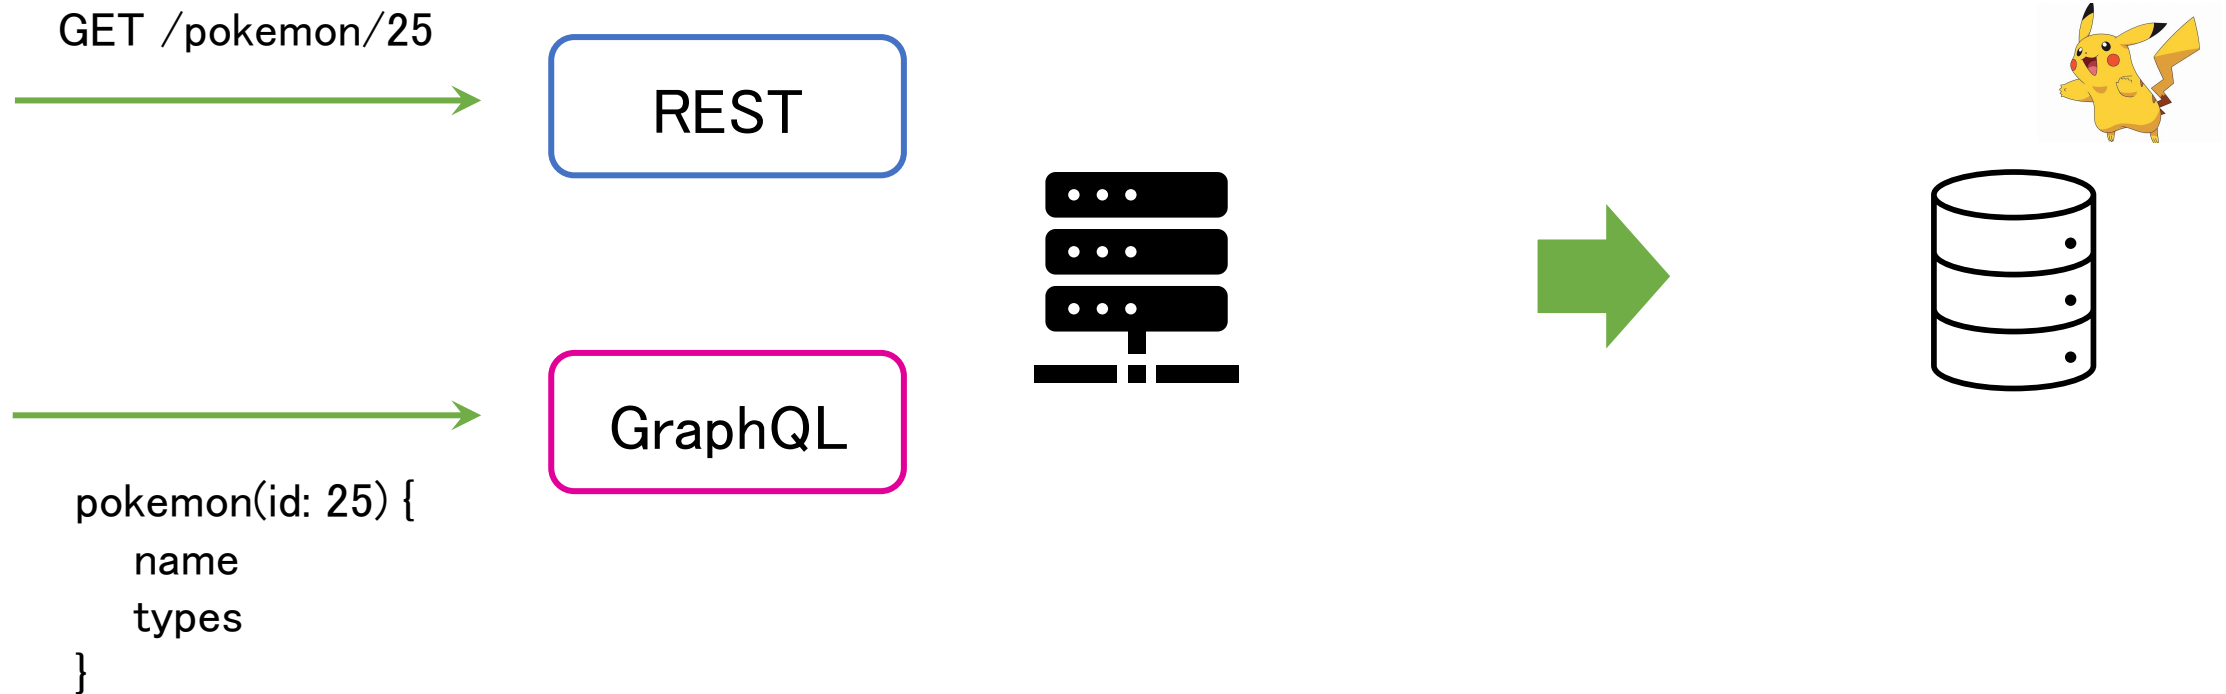 GET /pokemon/25
REST
GraphQL
pokemon(id: 25) {
name
types
}